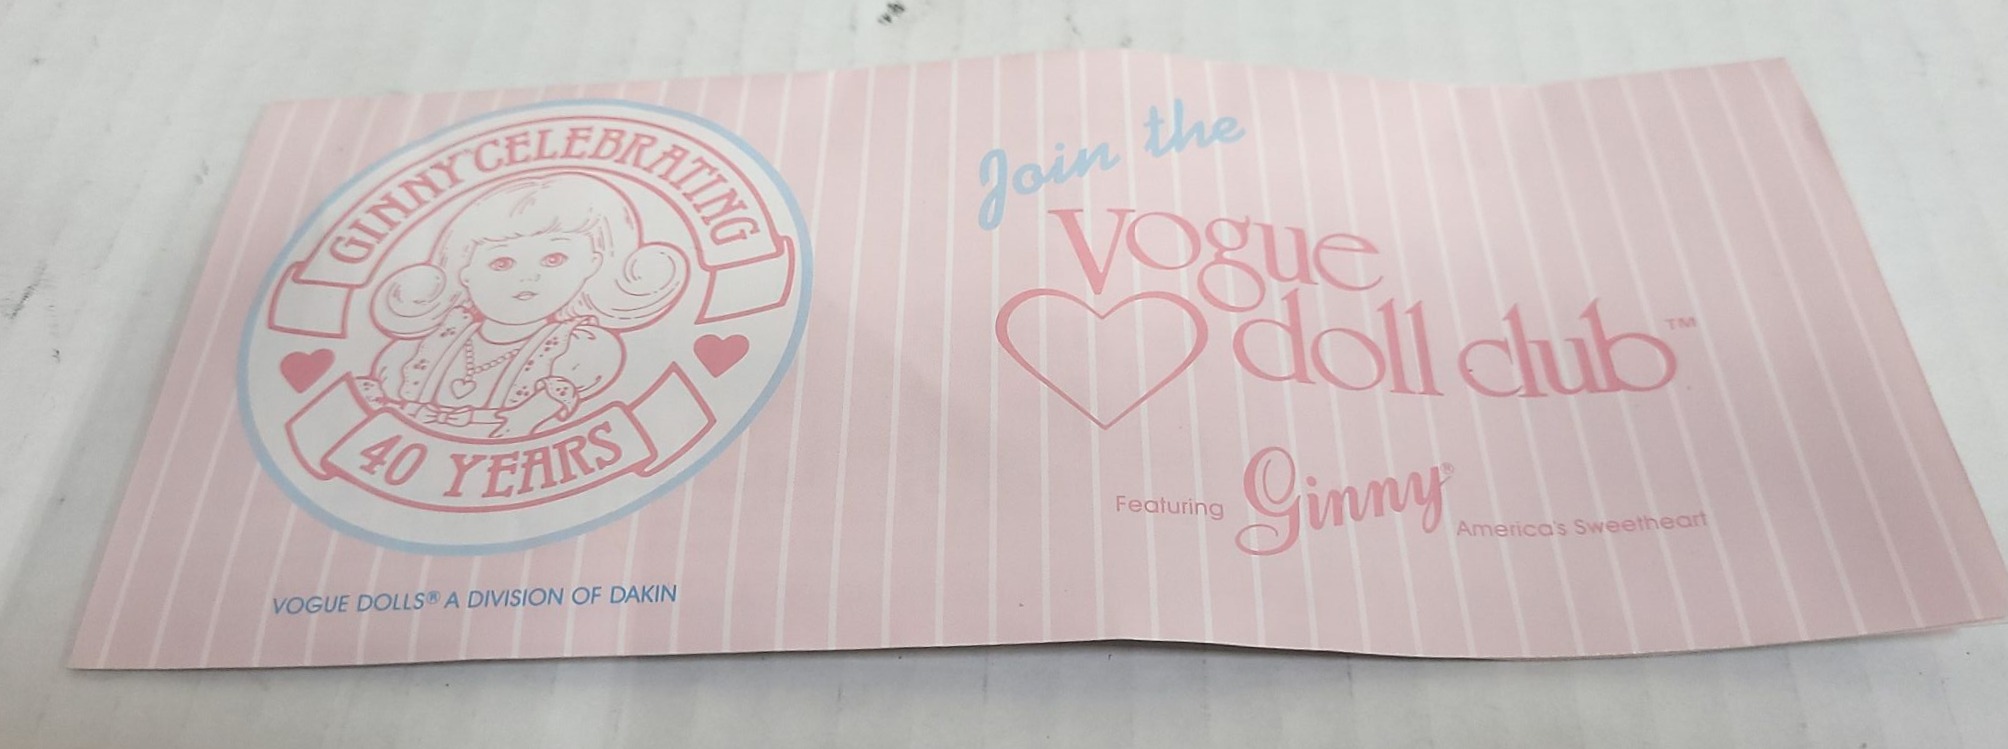 GINNY® CELEBRATING
40 YEARS
VOGUE DOLLS® A DIVISION OF DAKIN
Join the
Vogue
doll club™
Featuring Ginny® America's Sweetheart